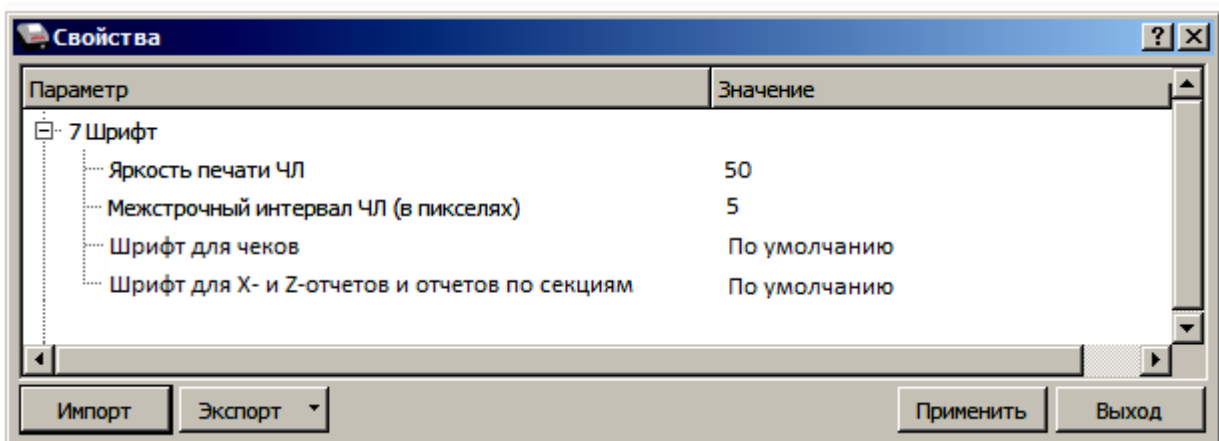 Свойства
Параметр Значение
7 Шрифт
Яркость печати ЧЛ 50
Межстрочный интервал ЧЛ (в пикселях) 5
Шрифт для чеков По умолчанию
Шрифт для X- и Z-отчетов и отчетов по секциям По умолчанию
Импорт Экспорт Применить Выход